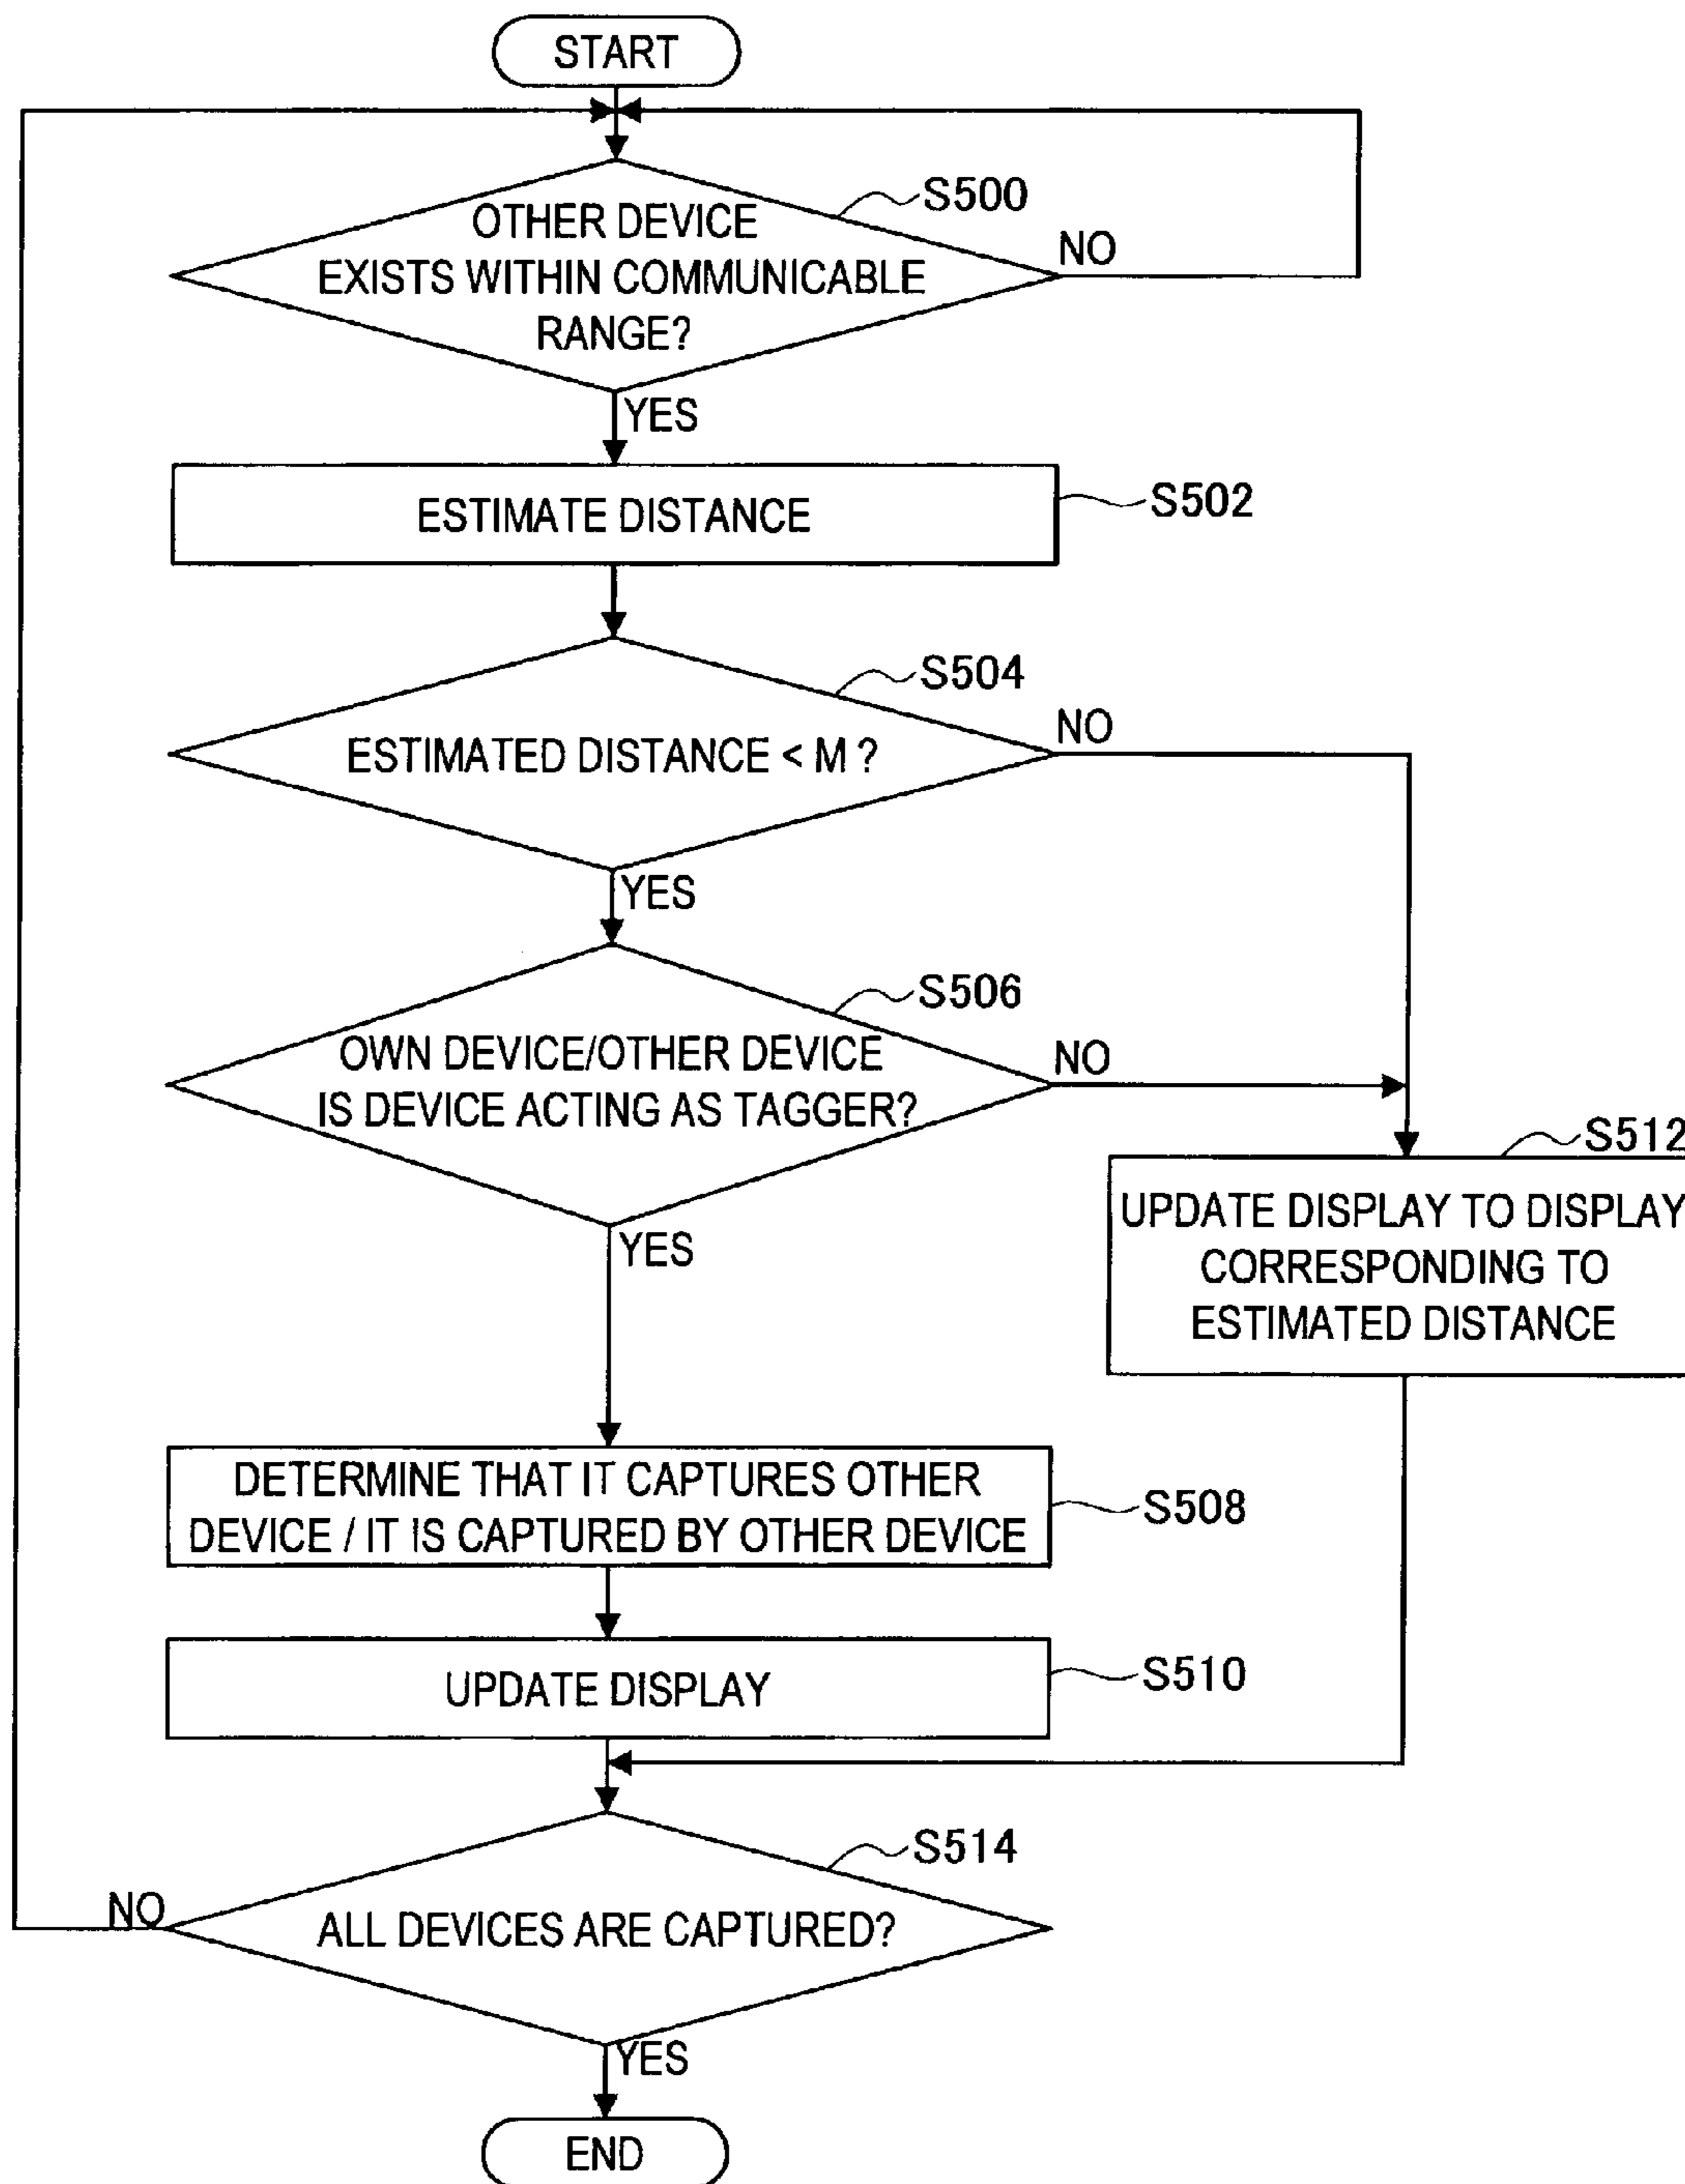 START
S500
OTHER DEVICE
EXISTS WITHIN COMMUNICABLE
RANGE?
NO
YES
ESTIMATE DISTANCE
S502
S504
ESTIMATED DISTANCE < M ?
NO
YES
S506
OWN DEVICE/OTHER DEVICE
IS DEVICE ACTING AS TAGGER?
NO
YES
S512
UPDATE DISPLAY TO DISPLAY
CORRESPONDING TO
ESTIMATED DISTANCE
DETERMINE THAT IT CAPTURES OTHER
DEVICE / IT IS CAPTURED BY OTHER DEVICE
S508
UPDATE DISPLAY
S510
S514
ALL DEVICES ARE CAPTURED?
NO
YES
END